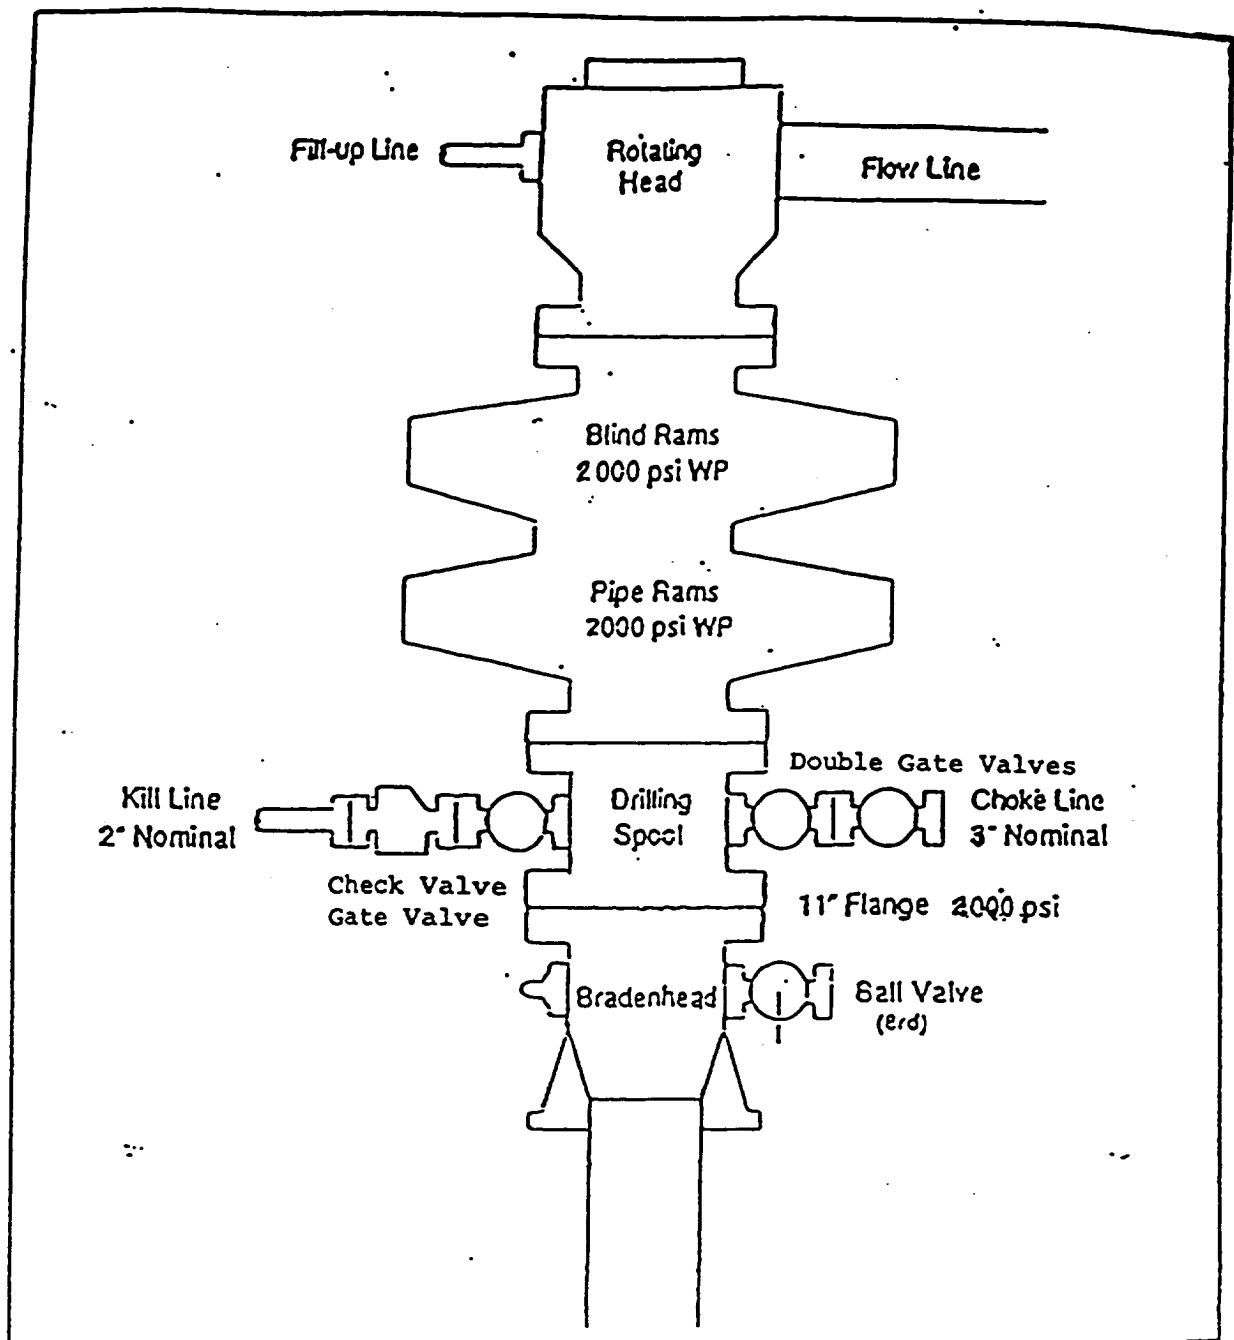 Fill-up Line
Rotating
Head
Flow Line
Blind Rams
2000 psi WP
Pipe Rams
2000 psi WP
Double Gate Valves
Kill Line
2" Nominal
Drilling
Spool
Choke Line
3" Nominal
Check Valve
Gate Valve
11" Flange 2000 psi
Bradenhead
Ball Valve